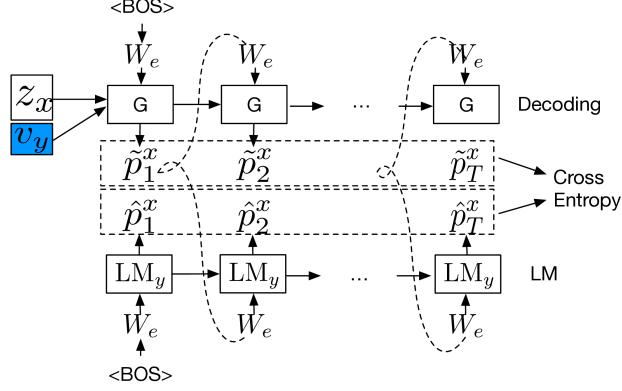 <BOS>
W_e W_e W_e
z_x G G ... G Decoding
v_y
p̃_1^x p̃_2^x p̃_T^x
Cross
Entropy
p̂_1^x p̂_2^x p̂_T^x
LM_y LM_y ... LM_y LM
W_e W_e W_e
<BOS>